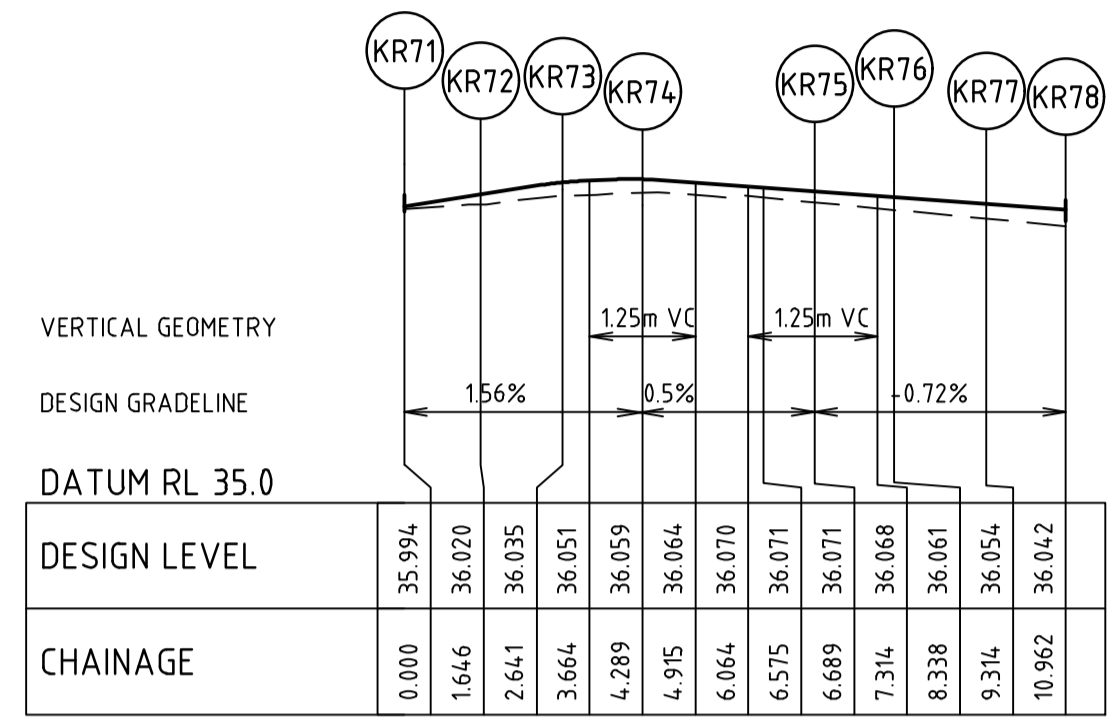 KR71 KR72 KR73 KR74 KR75 KR76 KR77 KR78
VERTICAL GEOMETRY 1.25m VC 1.25m VC
DESIGN GRADELINE 1.56% 0.5% -0.72%
DATUM RL 35.0
DESIGN LEVEL 35.994 36.020 36.035 36.051 36.059 36.064 36.070 36.071 36.071 36.068 36.061 36.054 36.042
CHAINAGE 0.000 1.646 2.641 3.664 4.289 4.915 6.064 6.575 6.689 7.314 8.338 9.314 10.962